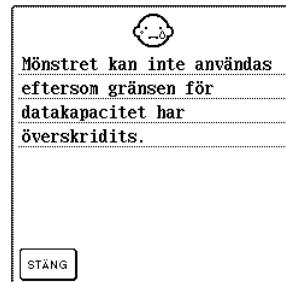 Mönstret kan inte användas
eftersom gränsen för
datakapacitet har
överskridits.
STÄNG